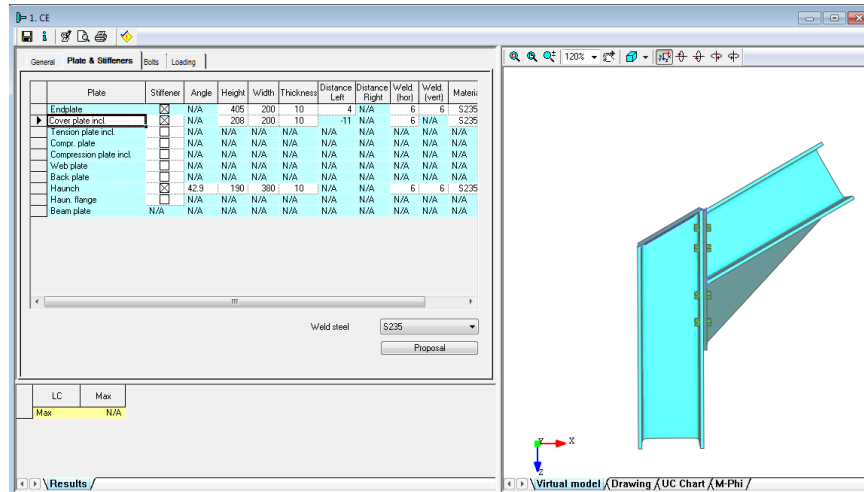 1. CE
General Plate & Stiffeners Bolts Loading
120%
Plate Stiffener Angle Height Width Thickness Distance Left Distance Right Weld. (hor) Weld. (vert) Materia
Endplate N/A 405 200 10 4 N/A 6 6 S235
Cover plate incl. N/A 208 200 10 -11 N/A 6 N/A S235
Tension plate incl. N/A N/A N/A N/A N/A N/A N/A N/A N/A
Compr. plate N/A N/A N/A N/A N/A N/A N/A N/A N/A
Compression plate incl. N/A N/A N/A N/A N/A N/A N/A N/A N/A
Web plate N/A N/A N/A N/A N/A N/A N/A N/A N/A
Back plate N/A N/A N/A N/A N/A N/A N/A N/A N/A
Haunch 42.9 190 380 10 N/A N/A 6 6 S235
Haun. flange N/A N/A N/A N/A N/A N/A N/A N/A N/A
Beam plate N/A N/A N/A N/A N/A N/A N/A N/A N/A N/A
Weld steel S235
Proposal
LC Max
Max N/A
Results
Y X
Z
Virtual model Drawing UC Chart M-Phi